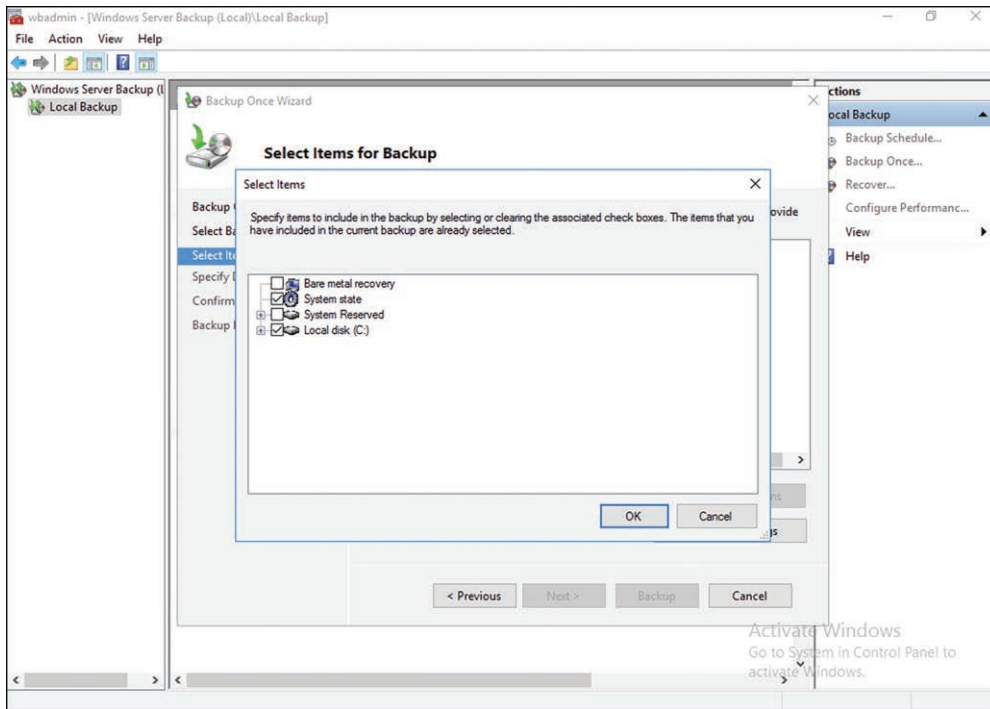 wbadmin - [Windows Server Backup (Local)\Local Backup]
File Action View Help
Windows Server Backup (L
Local Backup
Backup Once Wizard
Select Items for Backup
Backup
Select Ba
Select Ite
Specify
Confirm
Backup
ovide
Select Items
Specify items to include in the backup by selecting or clearing the associated check boxes. The items that you
have included in the current backup are already selected.
Bare metal recovery
System state
System Reserved
Local disk (C:)
OK Cancel
ns
gs
< Previous Next > Backup Cancel
ctions
ocal Backup
Backup Schedule...
Backup Once...
Recover...
Configure Performanc...
View
Help
Activate Windows
Go to System in Control Panel to
activate Windows.